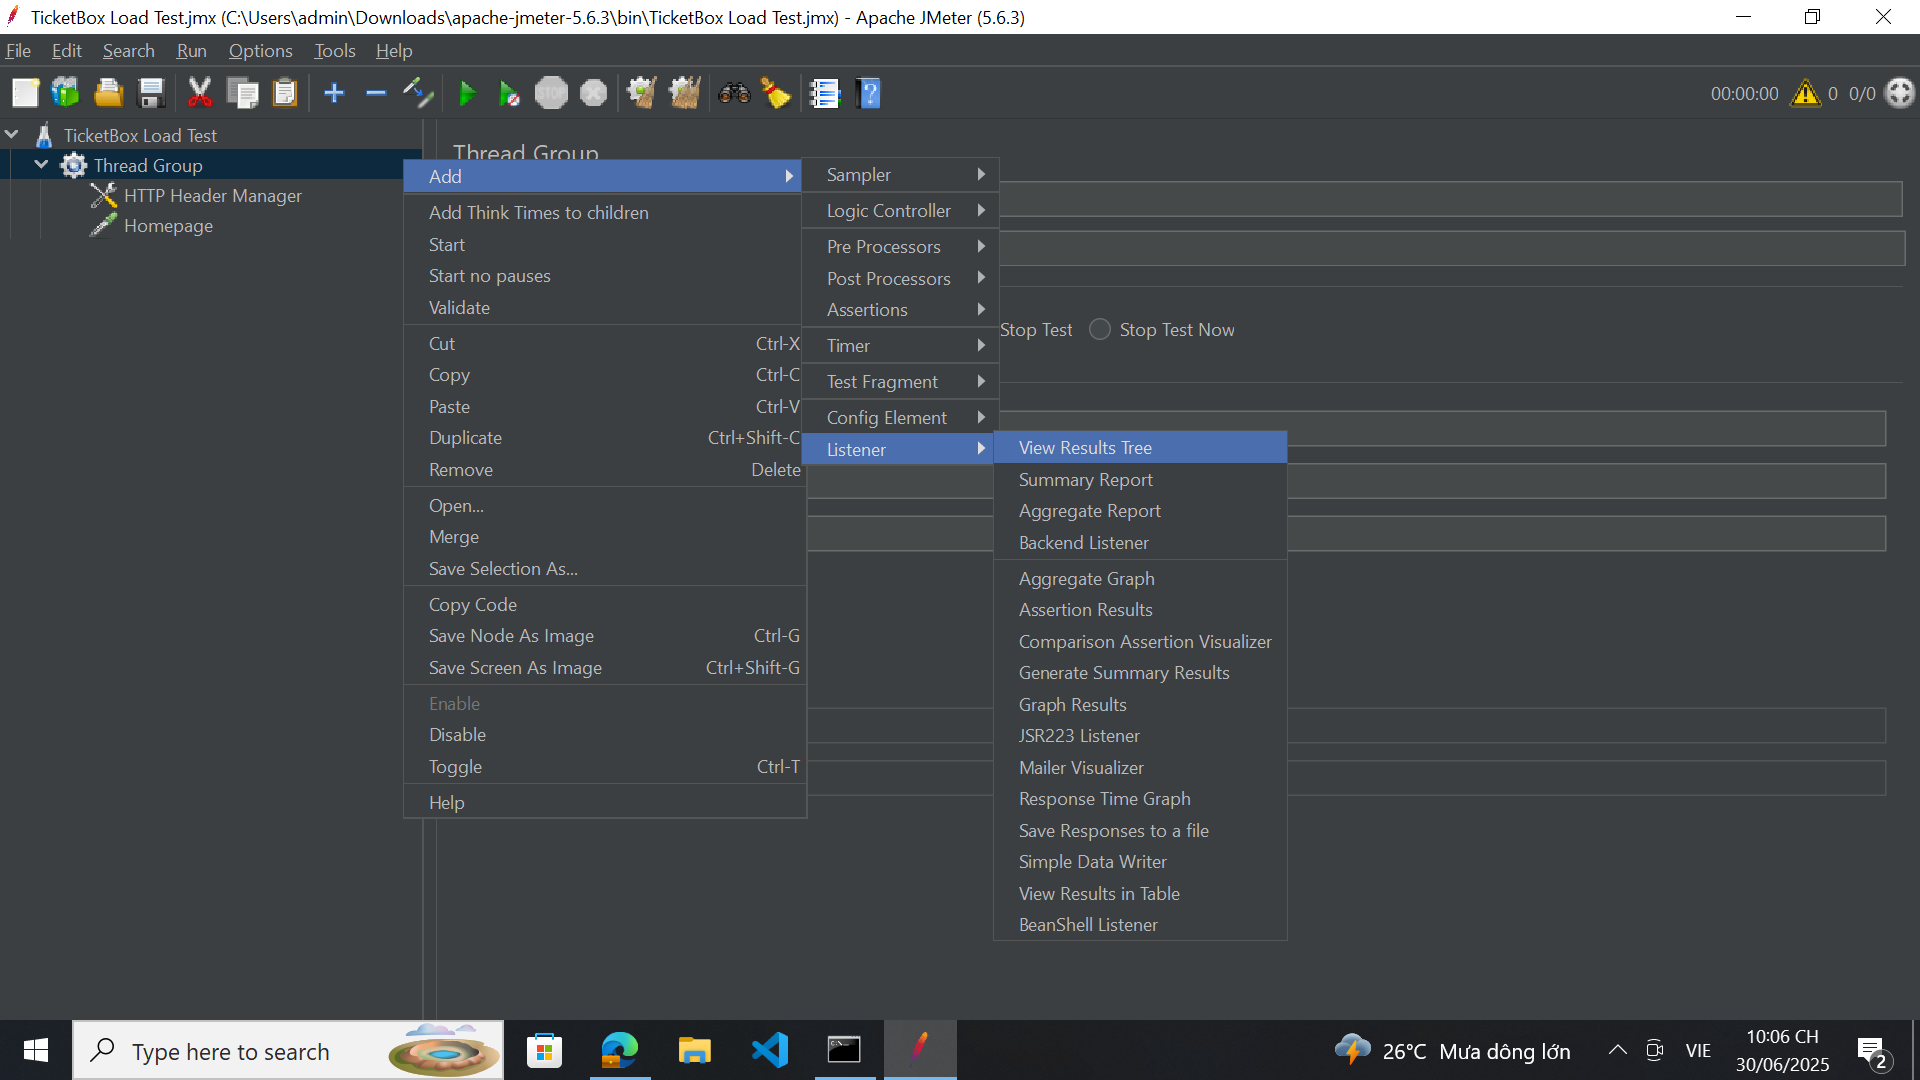 TicketBox Load Test.jmx (C:\Users\admin\Downloads\apache-jmeter-5.6.3\bin\TicketBox Load Test.jmx) - Apache JMeter (5.6.3)
File Edit Search Run Options Tools Help
STOP
00:00:00 0 0/0
TicketBox Load Test
Thread Group
HTTP Header Manager
Homepage
Thread Group
Stop Test Stop Test Now
Add
Add Think Times to children
Start
Start no pauses
Validate
Cut Ctrl-X
Copy Ctrl-C
Paste Ctrl-V
Duplicate Ctrl+Shift-C
Remove Delete
Open...
Merge
Save Selection As...
Copy Code
Save Node As Image Ctrl-G
Save Screen As Image Ctrl+Shift-G
Enable
Disable
Toggle Ctrl-T
Help
Sampler
Logic Controller
Pre Processors
Post Processors
Assertions
Timer
Test Fragment
Config Element
Listener
View Results Tree
Summary Report
Aggregate Report
Backend Listener
Aggregate Graph
Assertion Results
Comparison Assertion Visualizer
Generate Summary Results
Graph Results
JSR223 Listener
Mailer Visualizer
Response Time Graph
Save Responses to a file
Simple Data Writer
View Results in Table
BeanShell Listener
Type here to search
26°C Mưa dông lớn
VIE
10:06 CH
30/06/2025
2